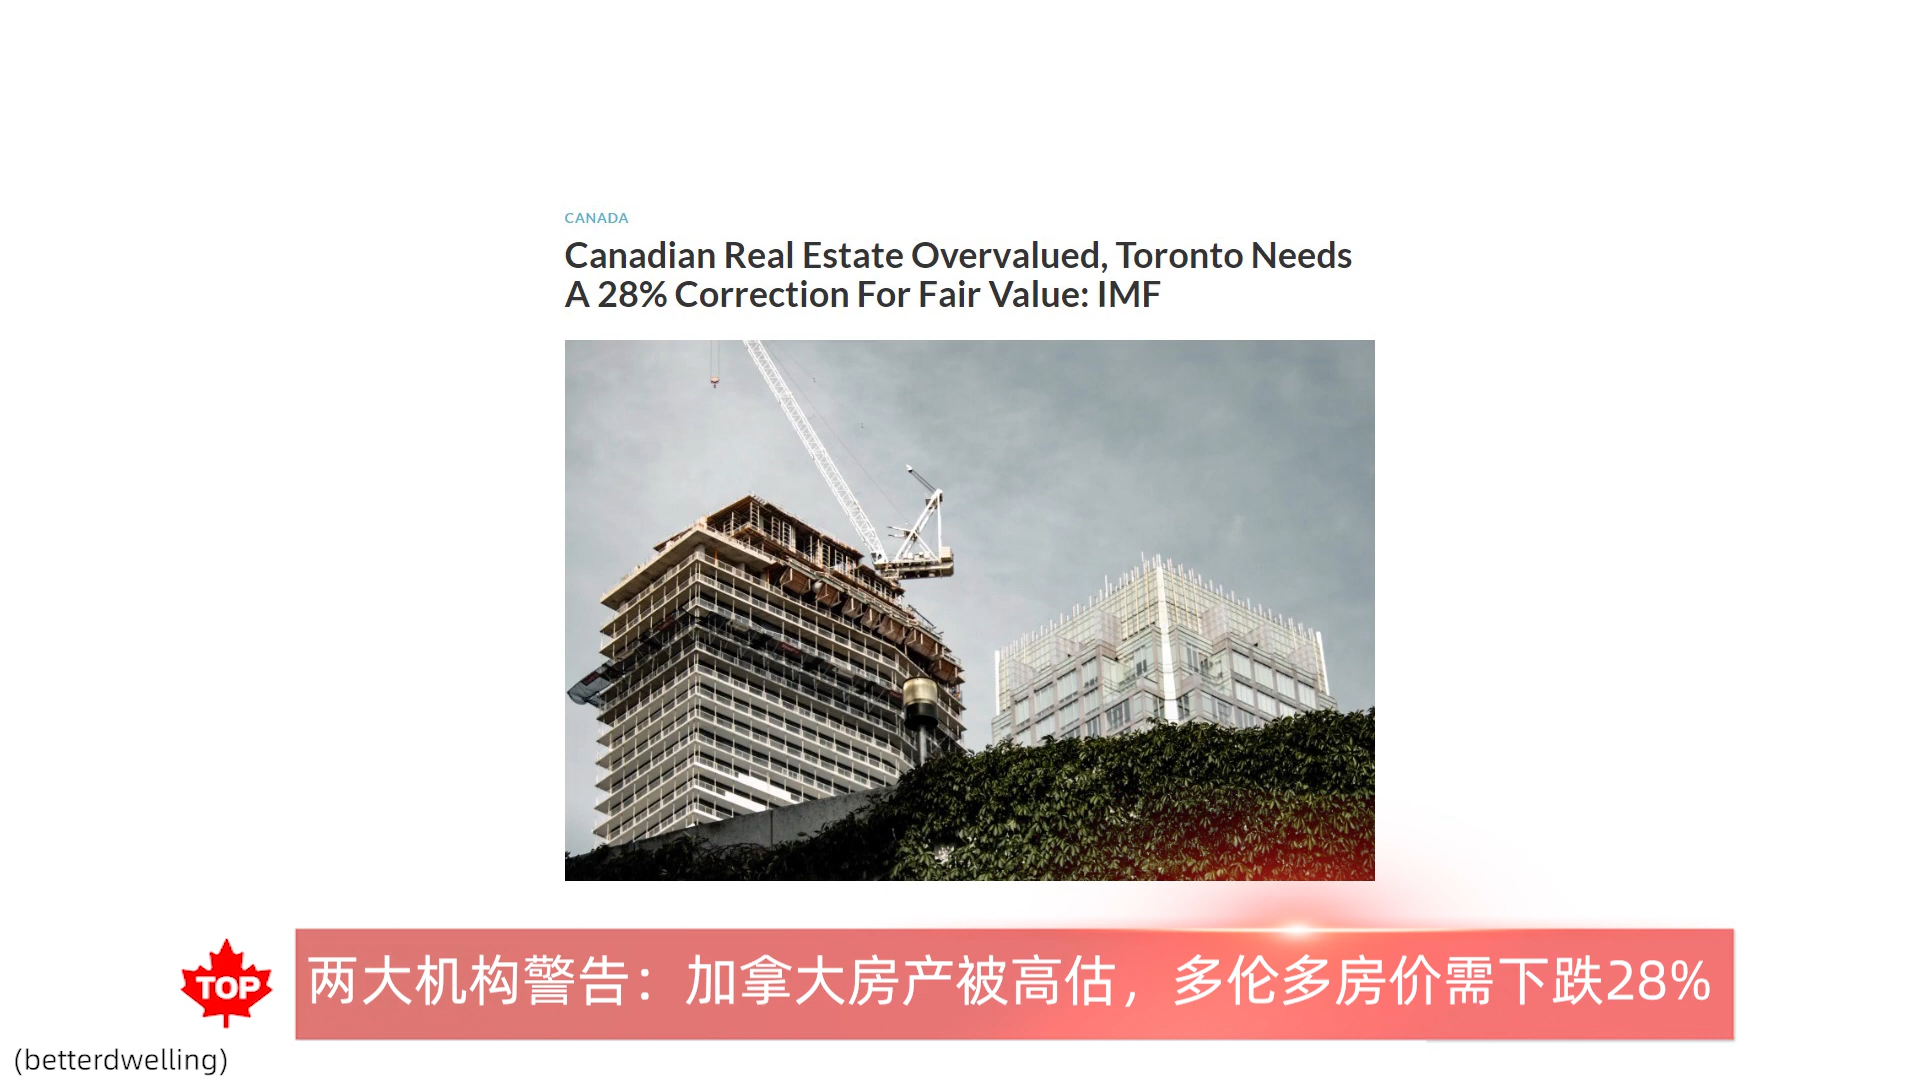 CANADA
Canadian Real Estate Overvalued, Toronto Needs
A 28% Correction For Fair Value: IMF
TOP
两大机构警告：加拿大房产被高估，多伦多房价需下跌28%
(betterdwelling)